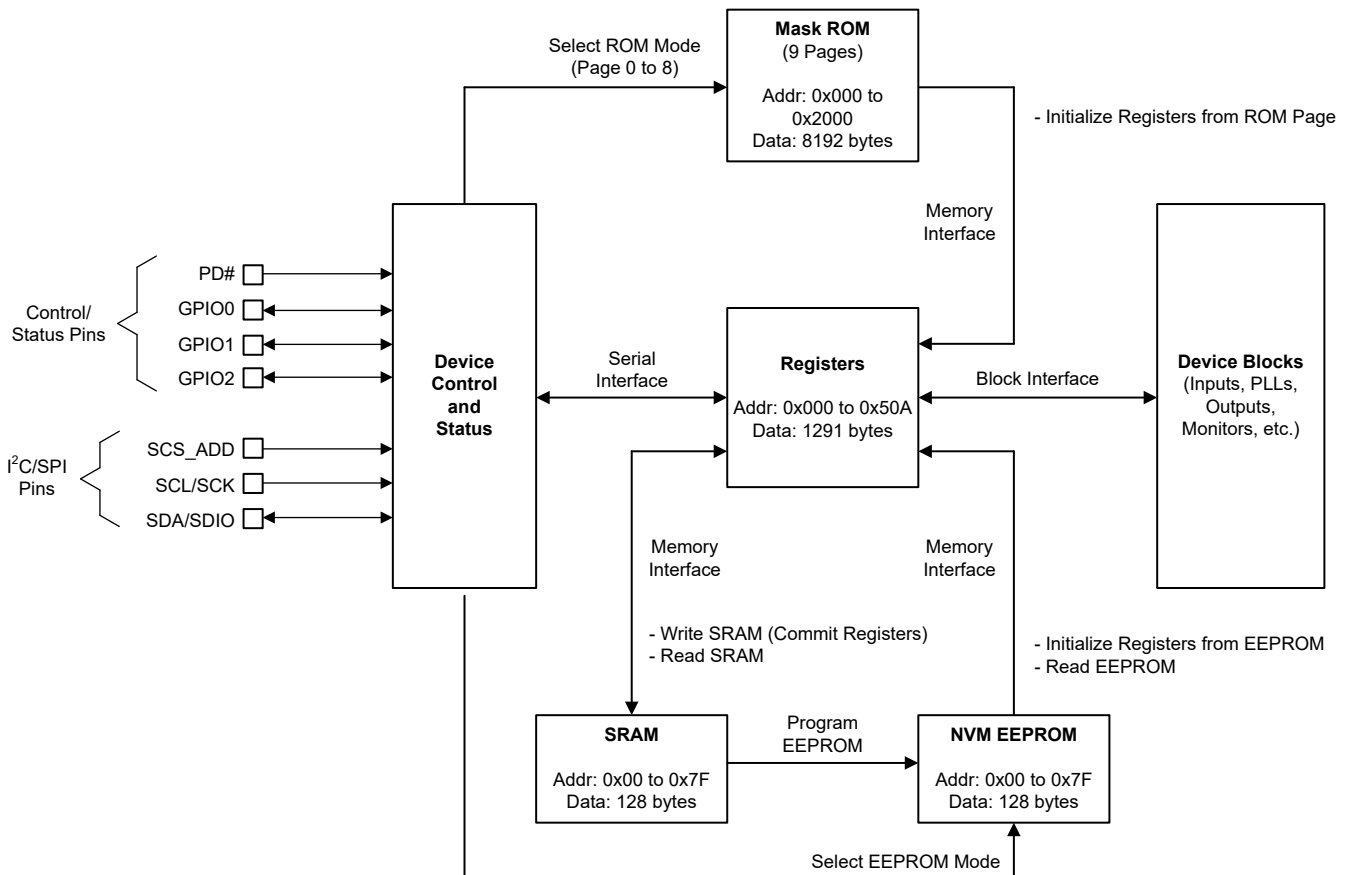 Mask ROM
(9 Pages)
Addr: 0x000 to
0x2000
Data: 8192 bytes
Select ROM Mode
(Page 0 to 8)
- Initialize Registers from ROM Page
Memory
Interface
Control/
Status Pins
PD#
GPIO0
GPIO1
GPIO2
I²C/SPI
Pins
SCS_ADD
SCL/SCK
SDA/SDIO
Device
Control
and
Status
Serial
Interface
Registers
Addr: 0x000 to 0x50A
Data: 1291 bytes
Block Interface
Device Blocks
(Inputs, PLLs,
Outputs,
Monitors, etc.)
Memory
Interface
Memory
Interface
- Write SRAM (Commit Registers)
- Read SRAM
- Initialize Registers from EEPROM
- Read EEPROM
SRAM
Addr: 0x00 to 0x7F
Data: 128 bytes
Program
EEPROM
NVM EEPROM
Addr: 0x00 to 0x7F
Data: 128 bytes
Select EEPROM Mode